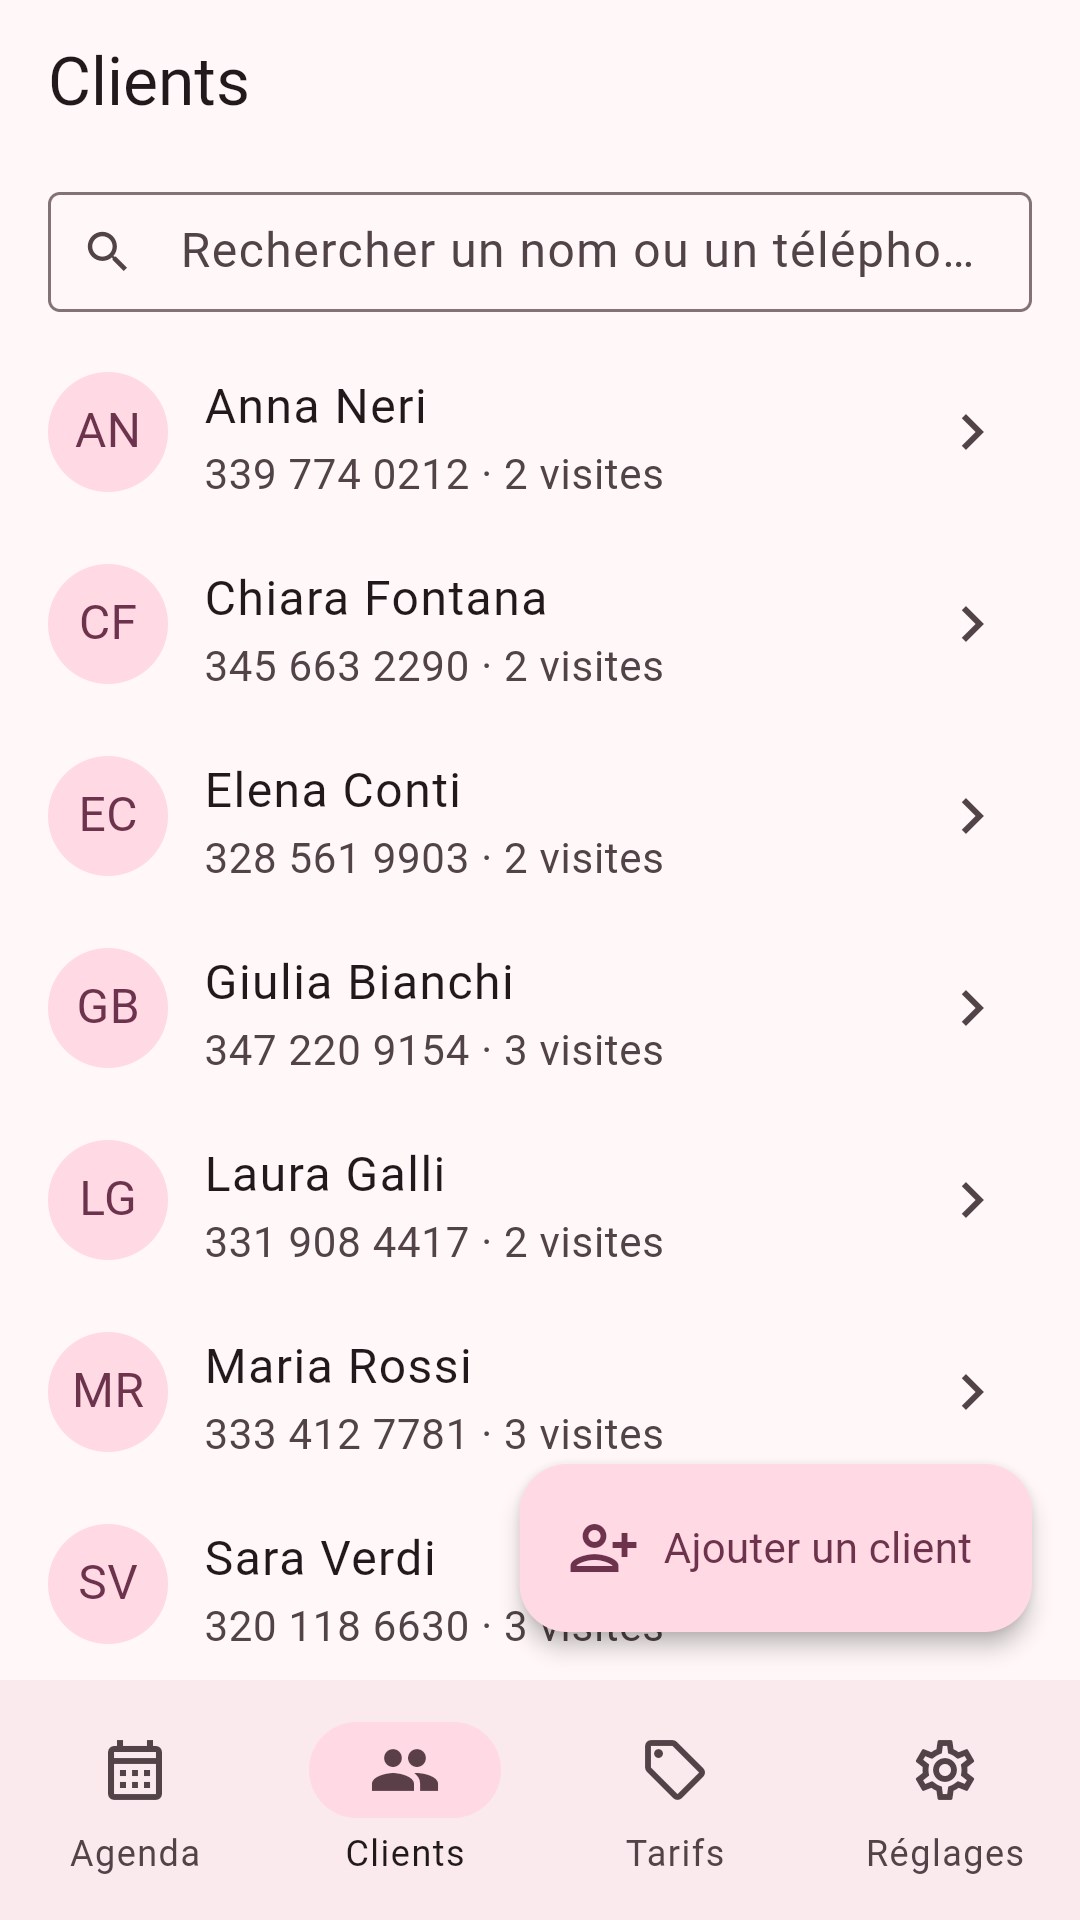 Clients
Rechercher un nom ou un télépho…
AN
Anna Neri
339 774 0212 · 2 visites
CF
Chiara Fontana
345 663 2290 · 2 visites
EC
Elena Conti
328 561 9903 · 2 visites
GB
Giulia Bianchi
347 220 9154 · 3 visites
LG
Laura Galli
331 908 4417 · 2 visites
MR
Maria Rossi
333 412 7781 · 3 visites
SV
Sara Verdi
320 118 6630 · 3 visites
Ajouter un client
Agenda
Clients
Tarifs
Réglages